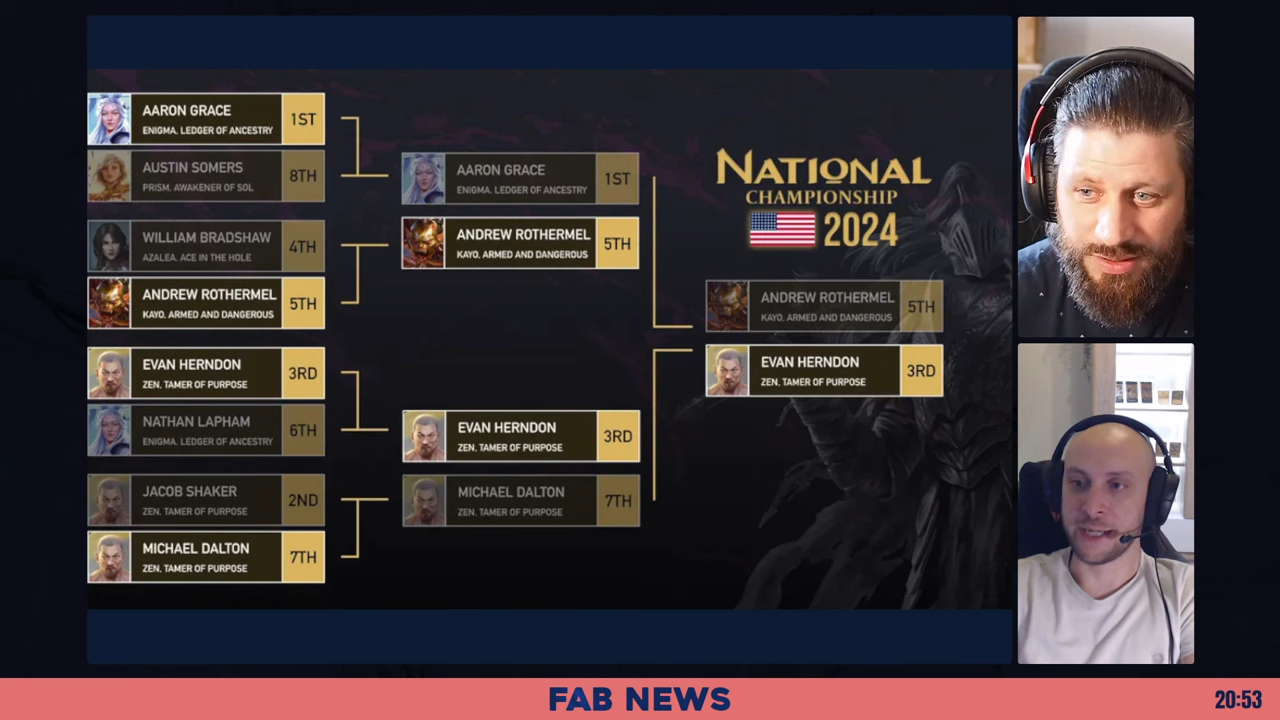 AARON GRACE
ENIGMA, LEDGER OF ANCESTRY
1ST
AUSTIN SOMERS
PRISM, AWAKENER OF SOL
8TH
WILLIAM BRADSHAW
AZALEA, ACE IN THE HOLE
4TH
ANDREW ROTHERMEL
KAYO, ARMED AND DANGEROUS
5TH
EVAN HERNDON
ZEN, TAMER OF PURPOSE
3RD
NATHAN LAPHAM
ENIGMA, LEDGER OF ANCESTRY
6TH
JACOB SHAKER
ZEN, TAMER OF PURPOSE
2ND
MICHAEL DALTON
ZEN, TAMER OF PURPOSE
7TH
AARON GRACE
ENIGMA, LEDGER OF ANCESTRY
1ST
ANDREW ROTHERMEL
KAYO, ARMED AND DANGEROUS
5TH
EVAN HERNDON
ZEN, TAMER OF PURPOSE
3RD
MICHAEL DALTON
ZEN, TAMER OF PURPOSE
7TH
NATIONAL
CHAMPIONSHIP
2024
ANDREW ROTHERMEL
KAYO, ARMED AND DANGEROUS
5TH
EVAN HERNDON
ZEN, TAMER OF PURPOSE
3RD
FAB NEWS
20:53